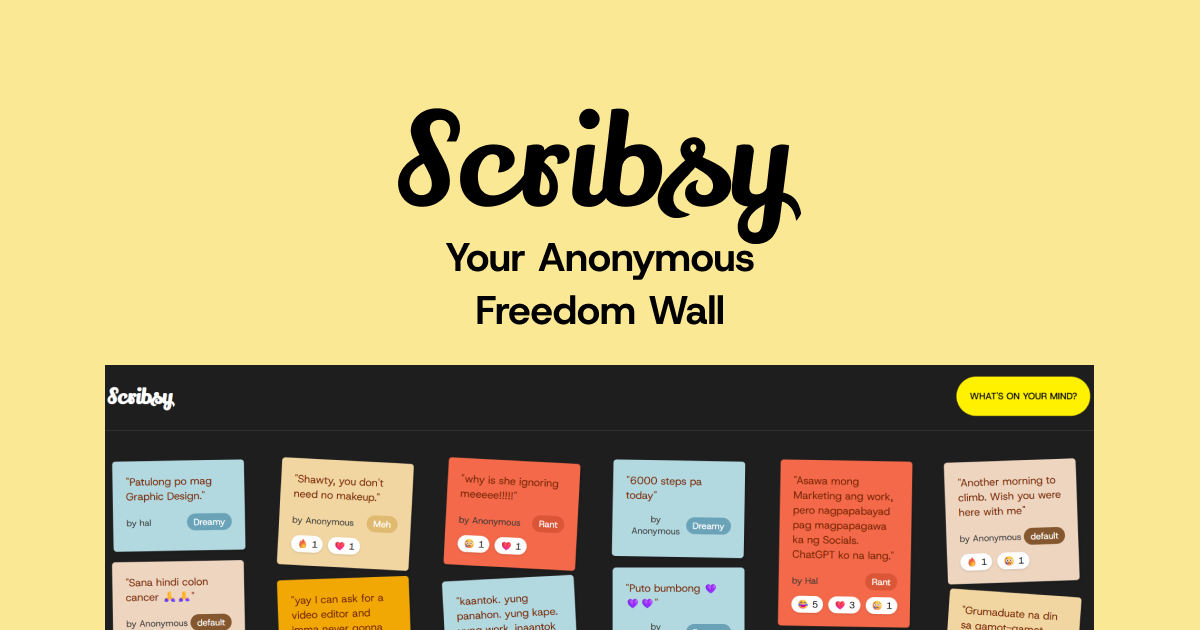 Scribsy
Your Anonymous
Freedom Wall
Scribsy
WHAT'S ON YOUR MIND?
"Patulong po mag
Graphic Design."
by hal
Dreamy
"Sana hindi colon
cancer 🙏🙏"
by Anonymous
default
"Shawty, you don't
need no makeup."
by Anonymous
Meh
🔥 1
❤️ 1
"yay I can ask for a
video editor and
imma never gonna
"why is she ignoring
meeeee!!!!!"
by Anonymous
Rant
1
❤️ 1
"kaantok. yung
panahon. yung kape.
yung work. inaantok
"6000 steps pa
today"
by
Anonymous
Dreamy
"Puto bumbong 💜
💜💜"
by
"Asawa mong
Marketing ang work,
pero nagpapabayad
pag magpapagawa
ka ng Socials.
ChatGPT ko na lang."
by Hal
Rant
😂 5
❤️ 3
1
"Another morning to
climb. Wish you were
here with me"
by Anonymous
default
🔥 1
1
"Grumaduate na din
sa gamot-gamot